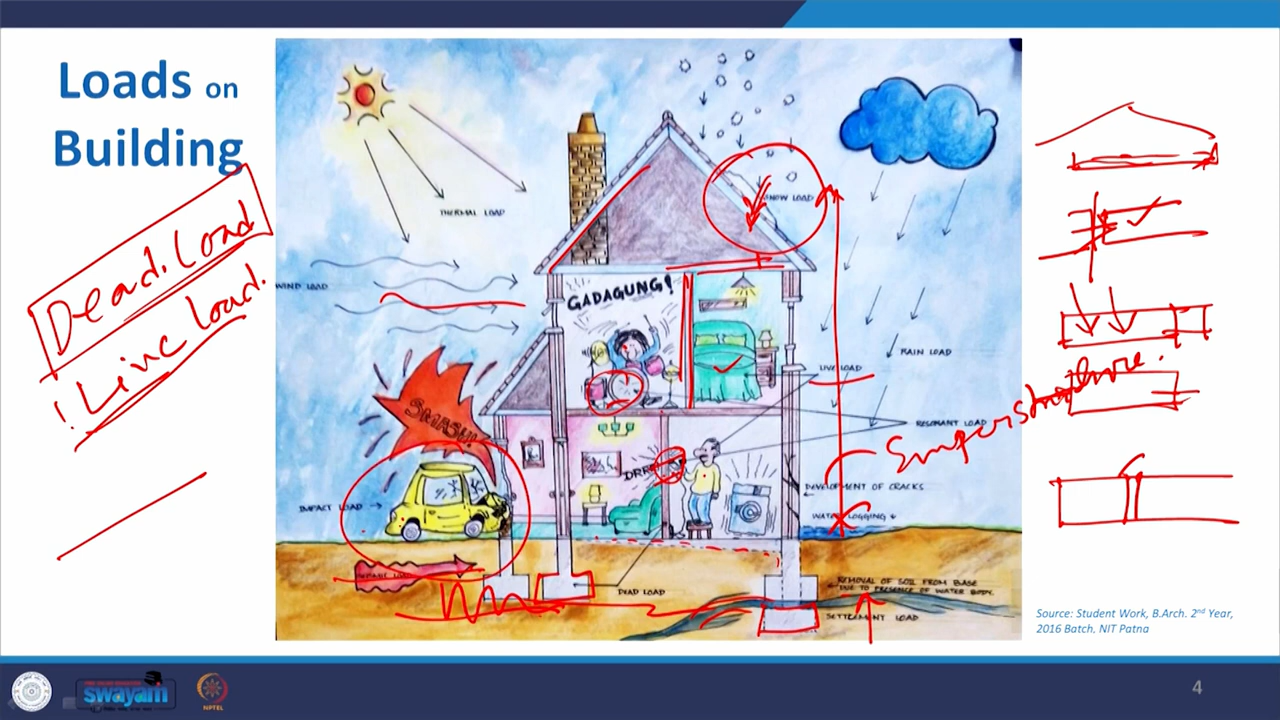 Loads on
Building
Dead. Load
Live load.
THERMAL LOAD
SNOW LOAD
WIND LOAD
GADAGUNG!
LIVE LOAD
RAIN LOAD
RESONANT LOAD
SMASH!
DRRR
Superstructure.
IMPACT LOAD
DEVELOPMENT OF CRACKS
WATER LOGGING
DEAD LOAD
REMOVAL OF SOIL FROM BASE
DUE TO PRESENCE OF WATER BODY.
SETTLEMENT LOAD
Source: Student Work, B.Arch. 2nd Year,
2016 Batch, NIT Patna
swayam
NPTEL
4